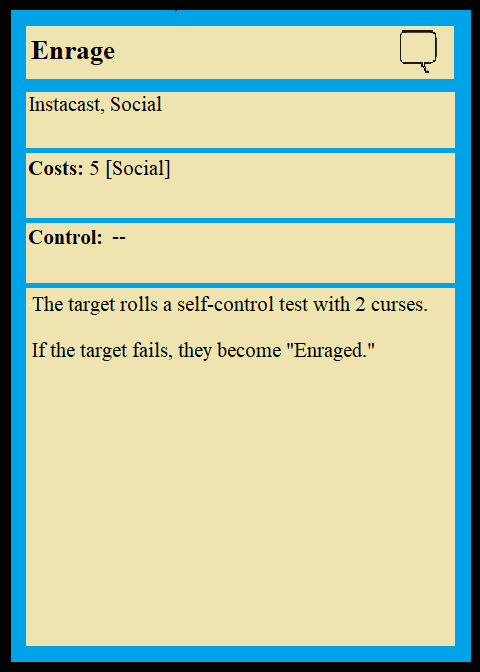 Enrage
Instacast, Social
Costs: 5 [Social]
Control: --
The target rolls a self-control test with 2 curses.
If the target fails, they become "Enraged."